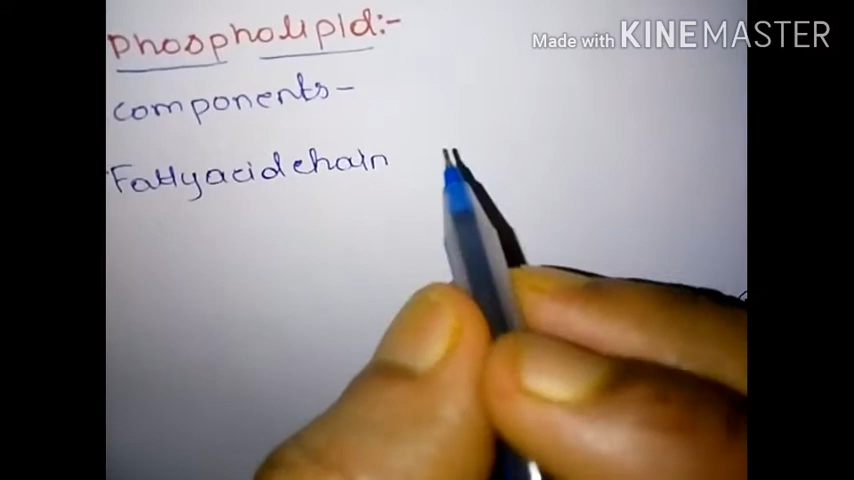 Phospholipid:-
Made with KINEMASTER
components-
Fattyacidchain